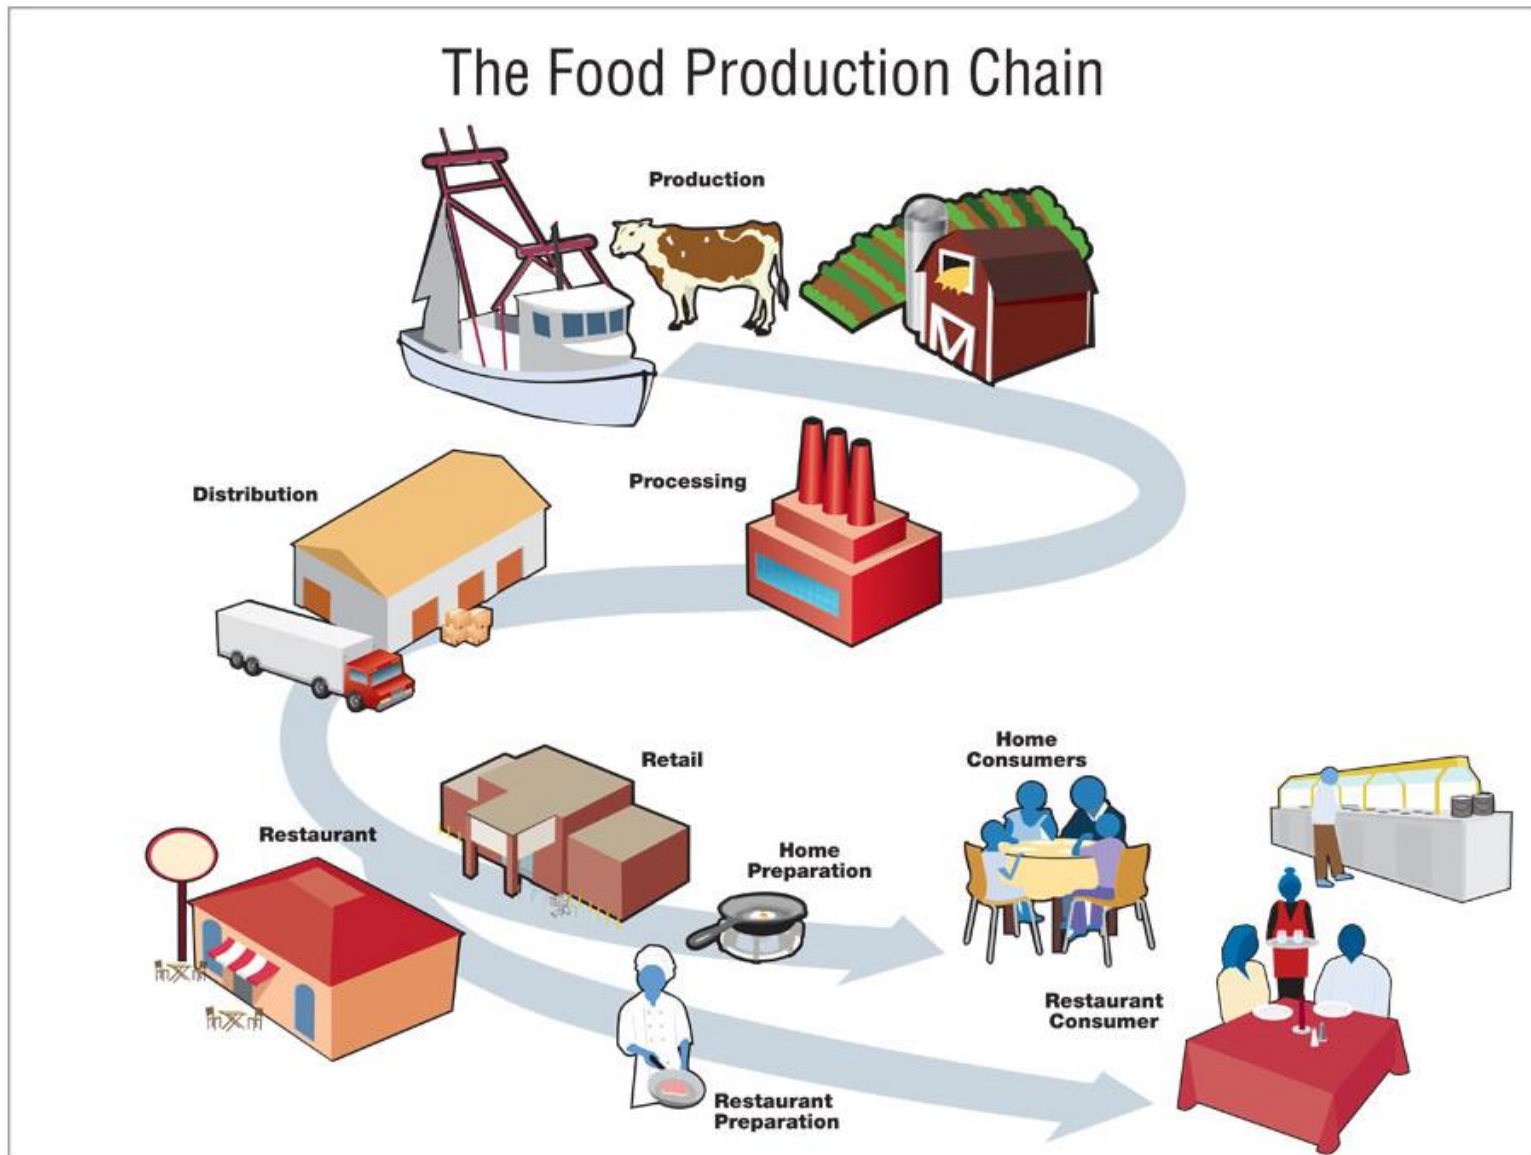 The Food Production Chain
Production
Distribution
Processing
Retail
Home
Consumers
Restaurant
Home
Preparation
Restaurant
Consumer
Restaurant
Preparation